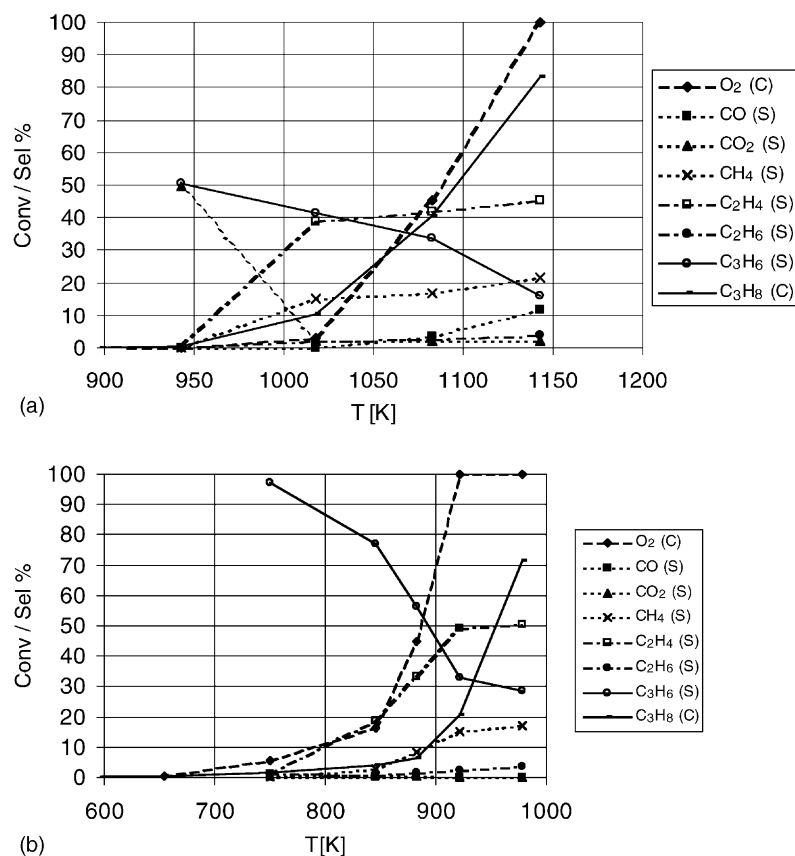 100
90
80
70
60
50
40
30
20
10
0
Conv / Sel %
900 950 1000 1050 1100 1150 1200
T [K]
(a)
O₂ (C)
CO (S)
CO₂ (S)
CH₄ (S)
C₂H₄ (S)
C₂H₆ (S)
C₃H₆ (S)
C₃H₈ (C)
100
90
80
70
60
50
40
30
20
10
0
Conv / Sel %
600 700 800 900 1000
T[K]
(b)
O₂ (C)
CO (S)
CO₂ (S)
CH₄ (S)
C₂H₄ (S)
C₂H₆ (S)
C₃H₆ (S)
C₃H₈ (C)